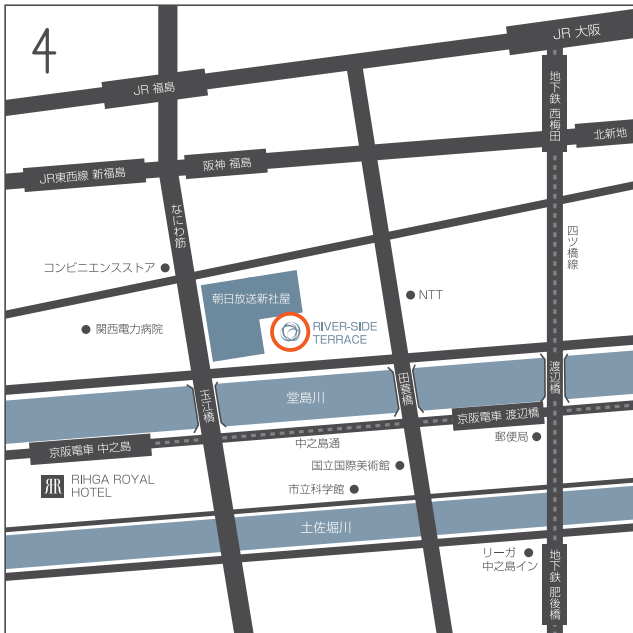 4
JR 大阪
JR 福島
地下鉄 西梅田
北新地
阪神 福島
JR東西線 新福島
なにわ筋
四ツ橋線
コンビニエンスストア
朝日放送新社屋
NTT
関西電力病院
RIVER-SIDE
TERRACE
渡辺橋
田蓑橋
玉江橋
堂島川
京阪電車 渡辺橋
京阪電車 中之島
中之島通
郵便局
国立国際美術館
RIHGA ROYAL
HOTEL
市立科学館
土佐堀川
リーガ
中之島イン
地下鉄 肥後橋